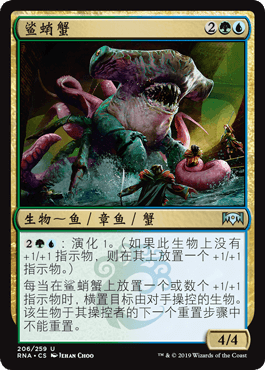 鲨蛸蟹 2
生物～鱼 / 章鱼 / 蟹
2 : 演化 1。(如果此生物上没有
+1/+1 指示物，则在其上放置一个 +1/+1
指示物。)
每当在鲨蛸蟹上放置一个或数个 +1/+1
指示物时，横置目标由对手操控的生物。
该生物于其操控者的下一个重置步骤中
不能重置。
4/4
206/259 U
RNA • CS JEHAN CHOO
™ & © 2019 Wizards of the Coast